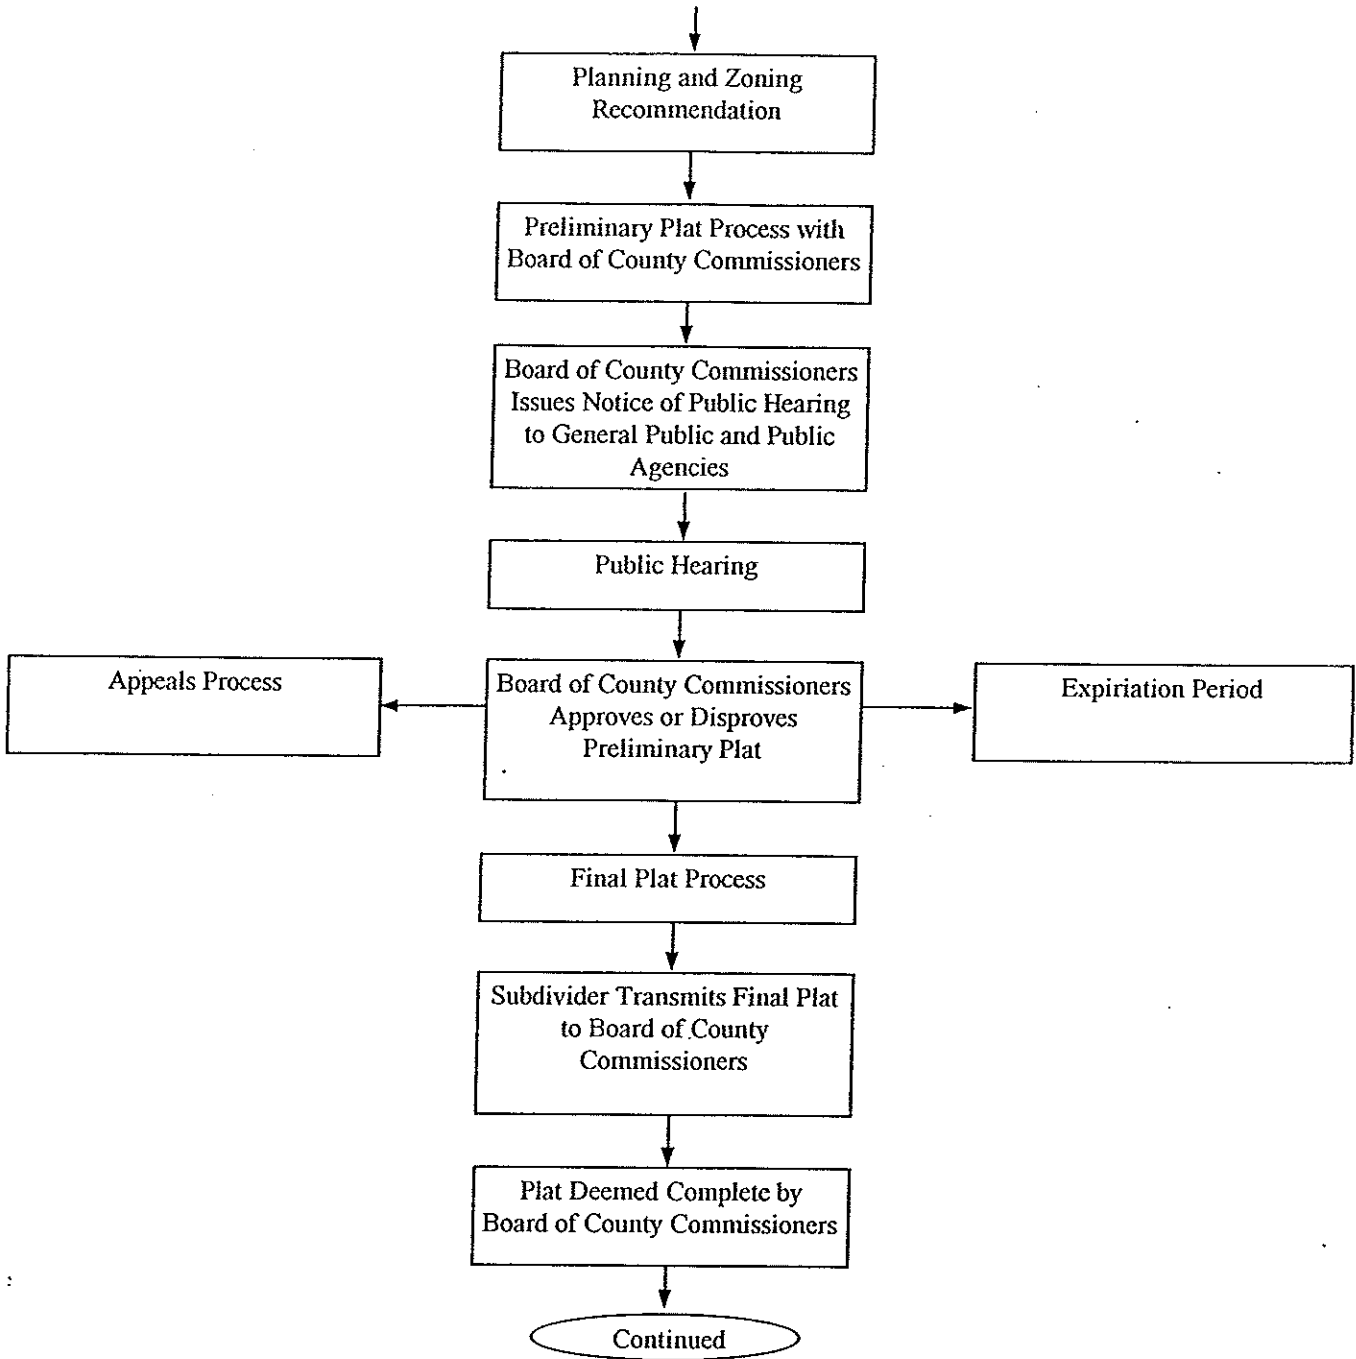 Planning and Zoning
Recommendation
Preliminary Plat Process with
Board of County Commissioners
Board of County Commissioners
Issues Notice of Public Hearing
to General Public and Public
Agencies
Public Hearing
Appeals Process
Board of County Commissioners
Approves or Disproves
Preliminary Plat
Expiriation Period
Final Plat Process
Subdivider Transmits Final Plat
to Board of County
Commissioners
Plat Deemed Complete by
Board of County Commissioners
Continued